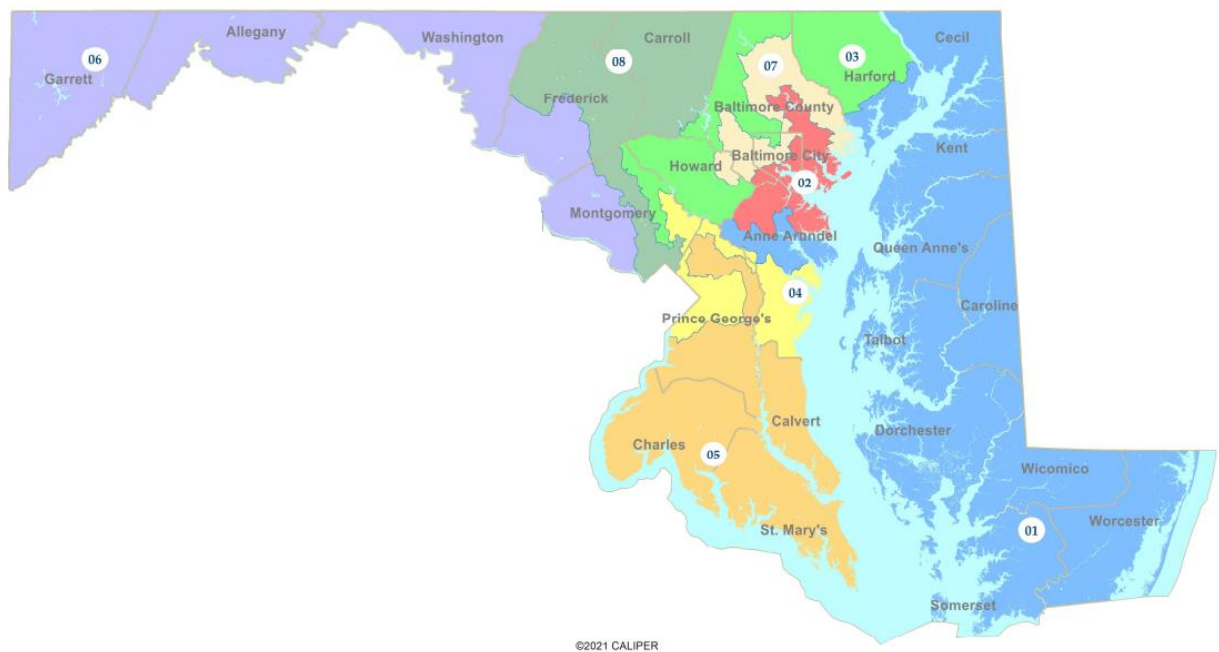 Garrett
06
Allegany
Washington
Frederick
Carroll
08
Montgomery
Howard
Baltimore County
07
03
Harford
Baltimore City
02
Cecil
Kent
Anne Arundel
Queen Anne's
04
Prince George's
Caroline
Talbot
Calvert
Charles
05
St. Mary's
Dorchester
Wicomico
Worcester
01
Somerset
©2021 CALIPER